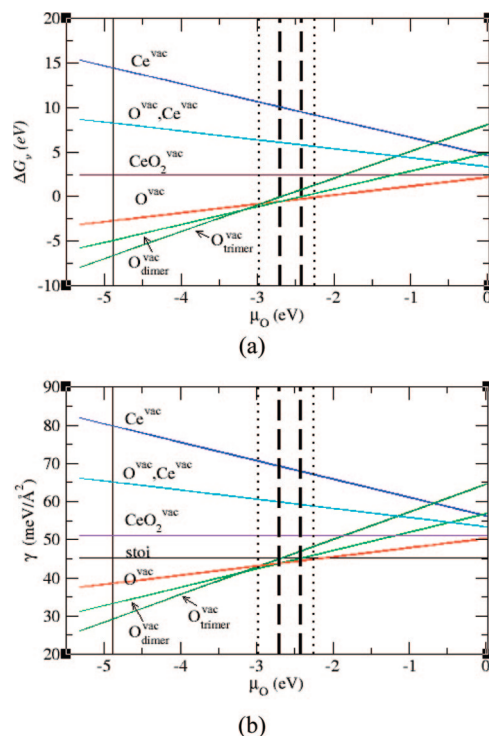 20
15
10
5
0
-5
-10
ΔG_ν (eV)
Ce^vac
O^vac,Ce^vac
CeO₂^vac
O^vac
O^vac_trimer
O^vac_dimer
-5 -4 -3 -2 -1 0
μ_O (eV)
(a)
90
80
70
60
50
40
30
20
γ (meV/Å²)
Ce^vac
O^vac,Ce^vac
CeO₂^vac
stoi
O^vac
O^vac_trimer
O^vac_dimer
-5 -4 -3 -2 -1 0
μ_O (eV)
(b)